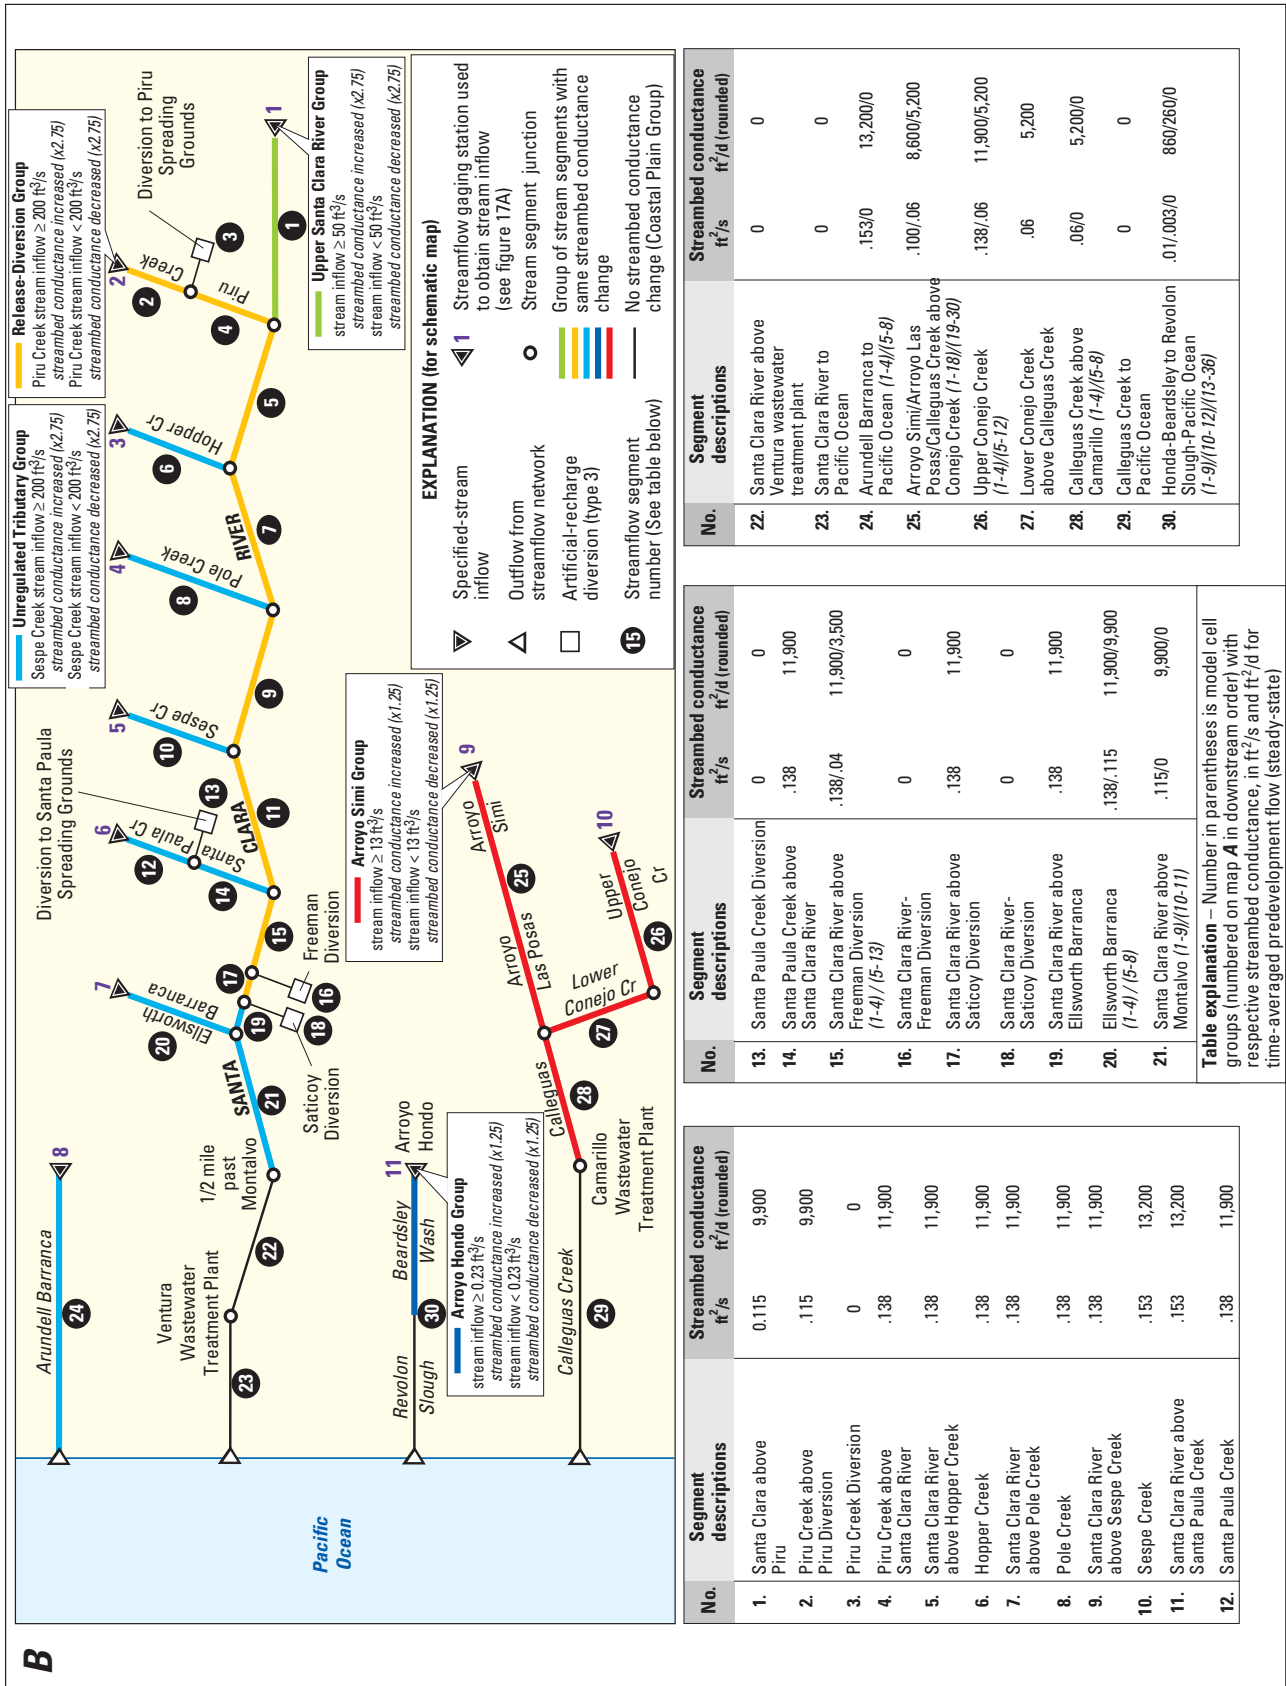 B
Pacific
Ocean
Arundell Barranca
24
8
Ventura
Wastewater
Treatment Plant
23
22
1/2 mile
past
Montalvo
SANTA
21
Ellsworth
Barranca
20
7
19
17
Saticoy
Diversion
18
Freeman
Diversion
16
15
Diversion to Santa Paula
Spreading Grounds
6
12
Santa Paula Cr
14
13
CLARA
11
5
Sespe Cr
10
9
4
Pole Creek
8
RIVER
7
3
Hopper Cr
6
5
2
Creek
2
Piru
4
3
Diversion to Piru
Spreading
Grounds
1
1
Unregulated Tributary Group
Sespe Creek stream inflow ≥ 200 ft³/s
streambed conductance increased (x2.75)
Sespe Creek stream inflow < 200 ft³/s
streambed conductance decreased (x2.75)
Release-Diversion Group
Piru Creek stream inflow ≥ 200 ft³/s
streambed conductance increased (x2.75)
Piru Creek stream inflow < 200 ft³/s
streambed conductance decreased (x2.75)
Upper Santa Clara River Group
stream inflow ≥ 50 ft³/s
streambed conductance increased (x2.75)
stream inflow < 50 ft³/s
streambed conductance decreased (x2.75)
Revolon
Slough
Beardsley
Wash
30
11
Arroyo
Hondo
Arroyo Hondo Group
stream inflow ≥ 0.23 ft³/s
streambed conductance increased (x1.25)
stream inflow < 0.23 ft³/s
streambed conductance decreased (x1.25)
Arroyo Simi Group
stream inflow ≥ 13 ft³/s
streambed conductance increased (x1.25)
stream inflow < 13 ft³/s
streambed conductance decreased (x1.25)
Calleguas Creek
29
Camarillo
Wastewater
Treatment Plant
Calleguas
28
Arroyo
Las Posas
25
Arroyo
Simi
9
Lower
Conejo Cr
27
Upper
Conejo
Cr
26
10
EXPLANATION (for schematic map)
Specified-stream
inflow
Outflow from
streamflow network
Artificial-recharge
diversion (type 3)
15
Streamflow segment
number (See table below)
1
Streamflow gaging station used
to obtain stream inflow
(see figure 17A)
Stream segment junction
Group of stream segments with
same streambed conductance
change
No streambed conductance
change (Coastal Plain Group)
No. Segment descriptions Streambed conductance ft²/s ft²/d (rounded)
1. Santa Clara above 0.115 9,900
Piru
2. Piru Creek above .115 9,900
Piru Diversion
3. Piru Creek Diversion 0 0
4. Piru Creek above .138 11,900
Santa Clara River
5. Santa Clara River .138 11,900
above Hopper Creek
6. Hopper Creek .138 11,900
7. Santa Clara River .138 11,900
above Pole Creek
8. Pole Creek .138 11,900
9. Santa Clara River .138 11,900
above Sespe Creek
10. Sespe Creek .153 13,200
11. Santa Clara River above .153 13,200
Santa Paula Creek
12. Santa Paula Creek .138 11,900
No. Segment descriptions Streambed conductance ft²/s ft²/d (rounded)
13. Santa Paula Creek Diversion 0 0
14. Santa Paula Creek above .138 11,900
Santa Clara River
15. Santa Clara River above .138/.04 11,900/3,500
Freeman Diversion
(1-4) / (5-13)
16. Santa Clara River- 0 0
Freeman Diversion
17. Santa Clara River above .138 11,900
Saticoy Diversion
18. Santa Clara River- 0 0
Saticoy Diversion
19. Santa Clara River above .138 11,900
Ellsworth Barranca
20. Ellsworth Barranca .138/.115 11,900/9,900
(1-4) / (5-8)
21. Santa Clara River above .115/0 9,900/0
Montalvo (1-9)/(10-11)
Table explanation – Number in parentheses is model cell
groups (numbered on map A in downstream order) with
respective streambed conductance, in ft²/s and ft²/d for
time-averaged predevelopment flow (steady-state)
No. Segment descriptions Streambed conductance ft²/s ft²/d (rounded)
22. Santa Clara River above 0 0
Ventura wastewater
treatment plant
23. Santa Clara River to 0 0
Pacific Ocean
24. Arundell Barranca to .153/0 13,200/0
Pacific Ocean (1-4)/(5-8)
25. Arroyo Simi/Arroyo Las .100/.06 8,600/5,200
Posas/Calleguas Creek above
Conejo Creek (1-18)/(19-30)
26. Upper Conejo Creek .138/.06 11,900/5,200
(1-4)/(5-12)
27. Lower Conejo Creek .06 5,200
above Calleguas Creek
28. Calleguas Creek above .06/0 5,200/0
Camarillo (1-4)/(5-8)
29. Calleguas Creek to 0 0
Pacific Ocean
30. Honda-Beardsley to Revolon .01/.003/0 860/260/0
Slough-Pacific Ocean
(1-9)/(10-12)/(13-36)